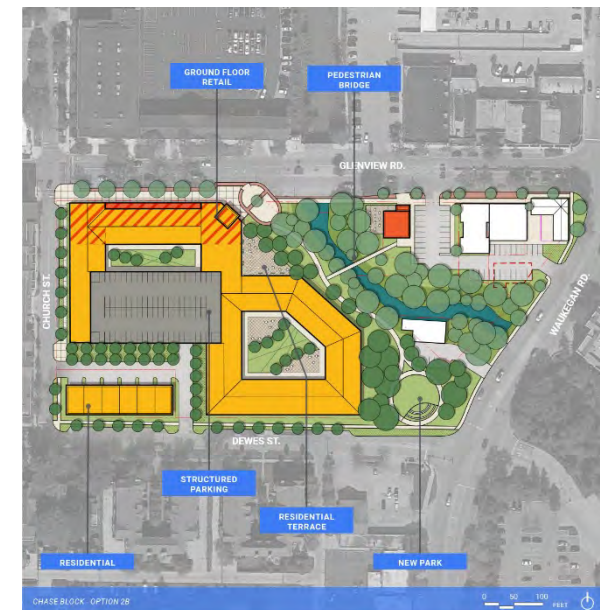 GROUND FLOOR
RETAIL
PEDESTRIAN
BRIDGE
GLENVIEW RD.
CHURCH ST.
WAUKEGAN RD.
DEWES ST.
STRUCTURED
PARKING
RESIDENTIAL
TERRACE
RESIDENTIAL
NEW PARK
CHASE BLOCK OPTION 2B
0 50 100
FEET